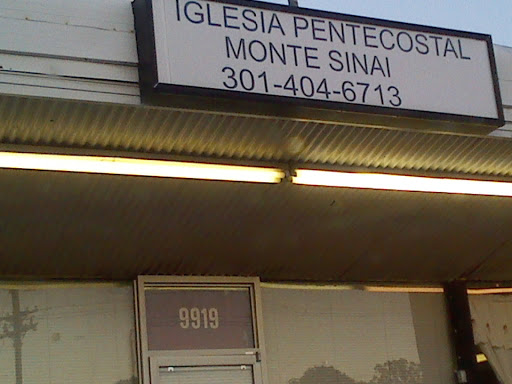 IGLESIA PENTECOSTAL
MONTE SINAI
301-404-6713
9919